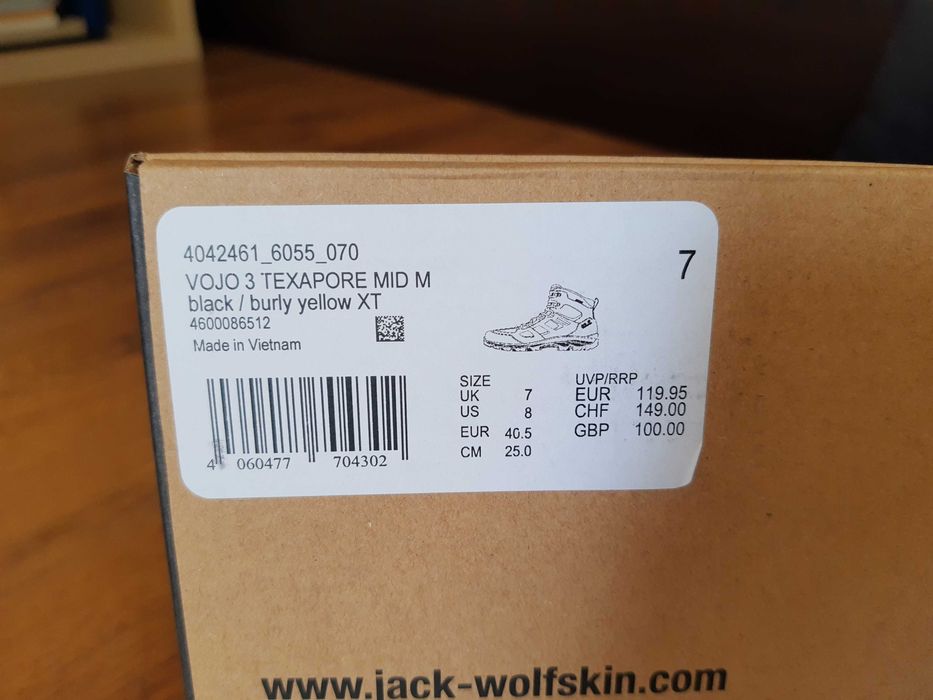 4042461_6055_070
7
VOJO 3 TEXAPORE MID M
black / burly yellow XT
4600086512
Made in Vietnam
SIZE
UK 7
US 8
EUR 40.5
CM 25.0
UVP/RRP
EUR 119.95
CHF 149.00
GBP 100.00
4 060477 704302
www.jack-wolfskin.com